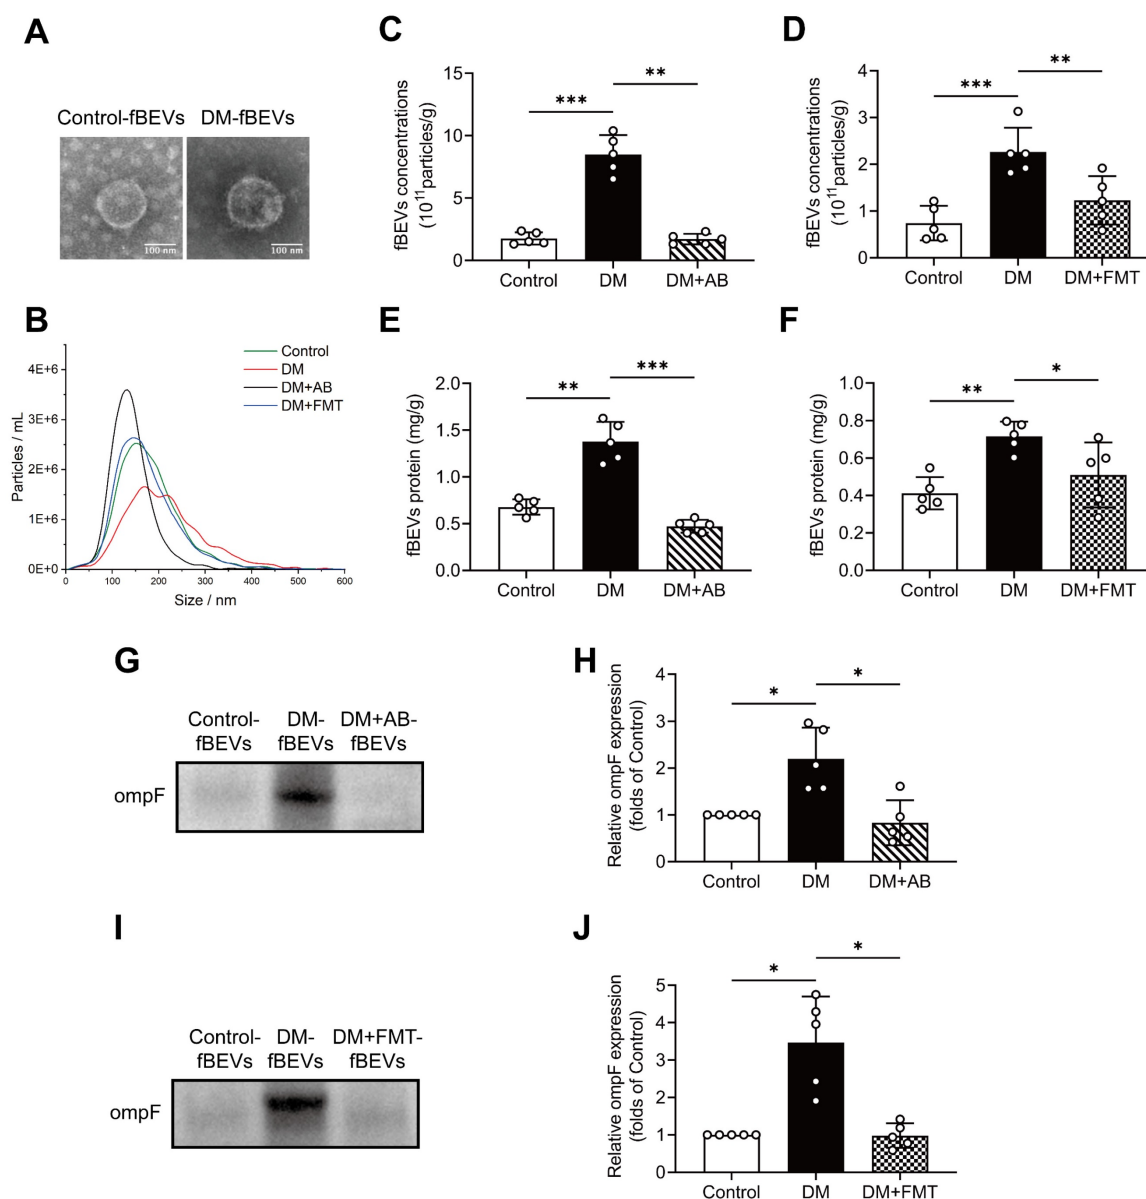 A
Control-fBEVs DM-fBEVs
100 nm 100 nm
B
Control
DM
DM+AB
DM+FMT
4E+6
3E+6
2E+6
1E+6
0E+0
0 100 200 300 400 500 600
Particles / mL
Size / nm
C
fBEVs concentrations
(10¹¹particles/g)
15
10
5
0
***
**
Control DM DM+AB
D
fBEVs concentrations
(10¹¹particles/g)
4
3
2
1
0
***
**
Control DM DM+FMT
E
fBEVs protein (mg/g)
2.0
1.5
1.0
0.5
0.0
**
***
Control DM DM+AB
F
fBEVs protein (mg/g)
1.0
0.8
0.6
0.4
0.2
0.0
**
*
Control DM DM+FMT
G
Control- DM- DM+AB-
fBEVs fBEVs fBEVs
ompF
H
Relative ompF expression
(folds of Control)
4
3
2
1
0
*
*
Control DM DM+AB
I
Control- DM- DM+FMT-
fBEVs fBEVs fBEVs
ompF
J
Relative ompF expression
(folds of Control)
5
4
3
2
1
0
*
*
Control DM DM+FMT